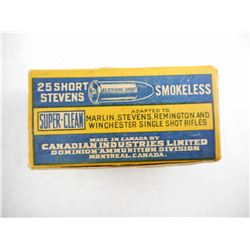 25 SHORT
STEVENS
25 STEVENS SHORT
SMOKELESS
SUPER-CLEAN
ADAPTED TO
MARLIN, STEVENS, REMINGTON AND
WINCHESTER SINGLE SHOT RIFLES
MADE IN CANADA BY
CANADIAN INDUSTRIES LIMITED
DOMINION AMMUNITION DIVISION
MONTREAL, CANADA.